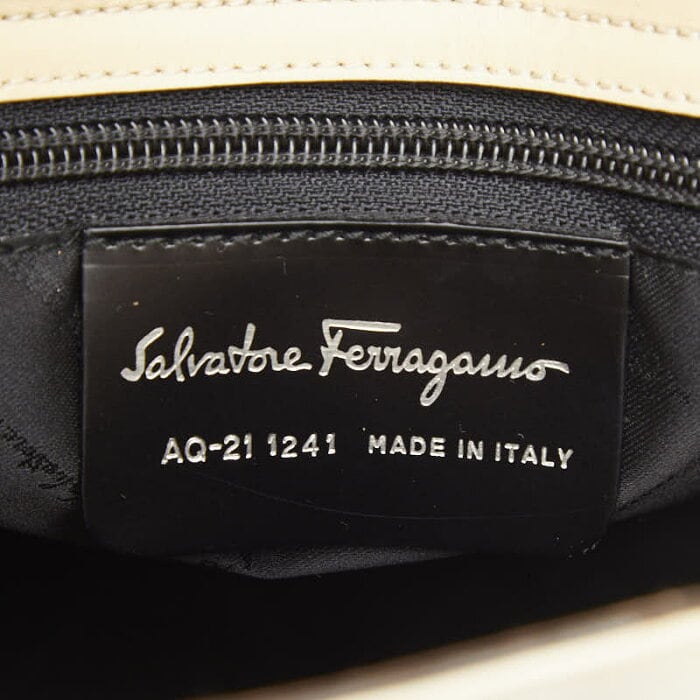 Salvatore Ferragamo
AQ-21 1241 MADE IN ITALY